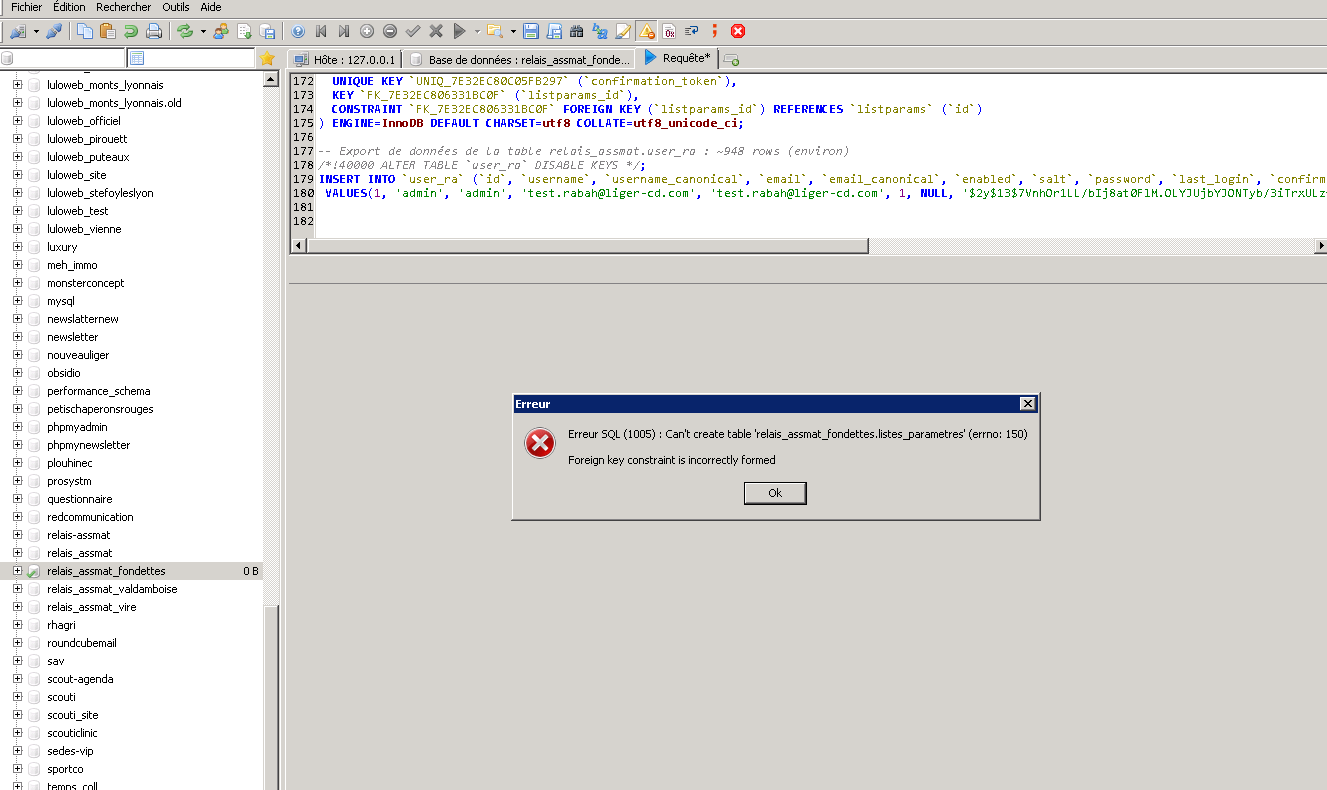 Fichier Édition Rechercher Outils Aide
Hôte : 127.0.0.1 Base de données : relais_assmat_fonde... Requête*
luloweb_monts_lyonnais
luloweb_monts_lyonnais.old
luloweb_officiel
luloweb_pirouett
luloweb_puteaux
luloweb_site
luloweb_stefoyleslyon
luloweb_test
luloweb_vienne
luxury
meh_immo
monsterconcept
mysql
newslatternew
newsletter
nouveauliger
obsidio
performance_schema
petischaperonsrouges
phpmyadmin
phpmynewsletter
plouhinec
prosystm
questionnaire
redcommunication
relais-assmat
relais_assmat
relais_assmat_fondettes 0 B
relais_assmat_valdamboise
relais_assmat_vire
rhagri
roundcubemail
sav
scout-agenda
scouti
scouti_site
scouticlinic
sedes-vip
sportco
temps_coll
172 UNIQUE KEY `UNIQ_7E32EC80C05FB297` (`confirmation_token`),
173 KEY `FK_7E32EC806331BC0F` (`listparams_id`),
174 CONSTRAINT `FK_7E32EC806331BC0F` FOREIGN KEY (`listparams_id`) REFERENCES `listparams` (`id`)
175 ) ENGINE=InnoDB DEFAULT CHARSET=utf8 COLLATE=utf8_unicode_ci;
176
177 -- Export de données de la table relais_assmat.user_ra : ~948 rows (environ)
178 /*!40000 ALTER TABLE `user_ra` DISABLE KEYS */;
179 INSERT INTO `user_ra` (`id`, `username`, `username_canonical`, `email`, `email_canonical`, `enabled`, `salt`, `password`, `last_login`, `confirm
180 VALUES(1, 'admin', 'admin', 'test.rabah@liger-cd.com', 'test.rabah@liger-cd.com', 1, NULL,
181
182
Erreur
Erreur SQL (1005) : Can't create table 'relais_assmat_fondettes.listes_parametres' (errno: 150)
Foreign key constraint is incorrectly formed
Ok